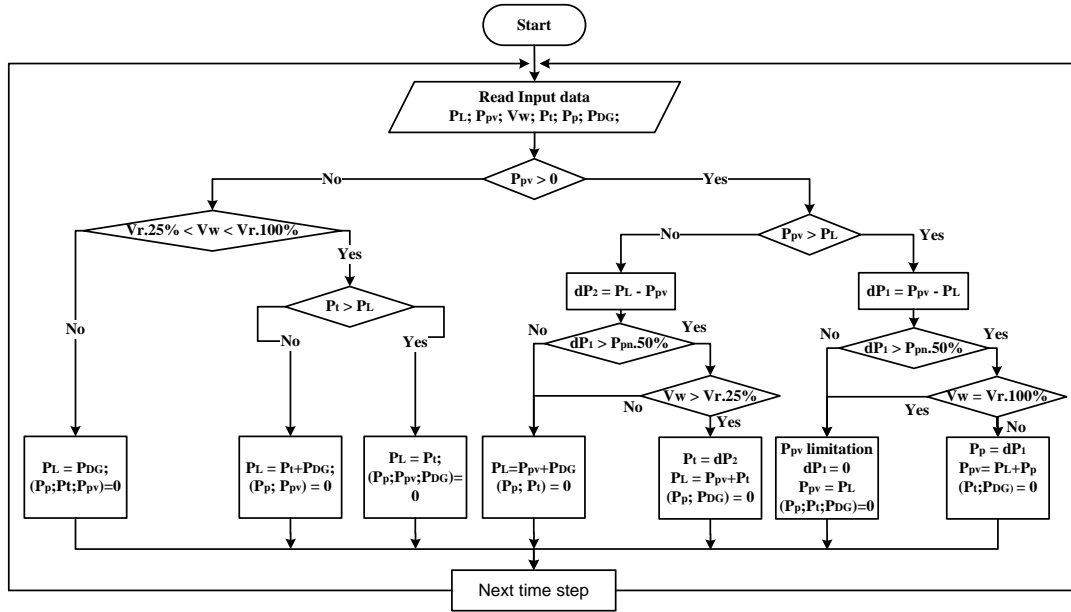 Start
Read Input data
PL; Ppv; Vw; Pt; Pp; PDG;
Ppv > 0
No
Yes
Vr.25% < Vw < Vr.100%
Ppv > PL
No
Yes
Yes
dP2 = PL - Ppv
dP1 = Ppv - PL
Pt > PL
No
No
Yes
dP1 > Ppn.50%
No
Yes
dP1 > Ppn.50%
No
Yes
Vw > Vr.25%
No
Yes
Vw = Vr.100%
Yes
No
PL = PDG;
(Pp;Pt;Ppv)=0
PL = Pt+PDG;
(Pp; Ppv) = 0
PL = Pt;
(Pp;Ppv;PDG)=
0
PL=Ppv+PDG
(Pp; Pt) = 0
Pt = dP2
PL = Ppv+Pt
(Pp; PDG) = 0
Ppv limitation
dP1 = 0
Ppv = PL
(Pp;Pt;PDG)=0
Pp = dP1
Ppv= PL+Pp
(Pt;PDG) = 0
Next time step